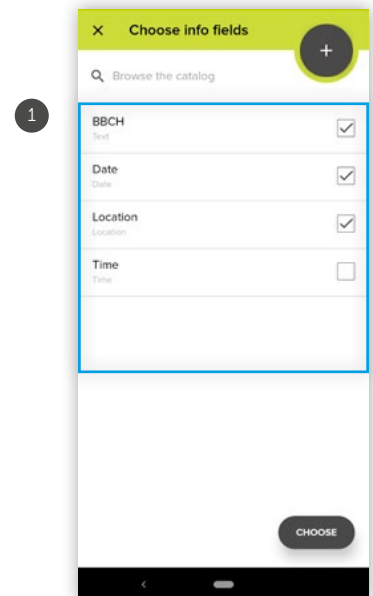 × Choose info fields
+
Browse the catalog
1
BBCH
Text
Date
Date
Location
Location
Time
Time
CHOOSE